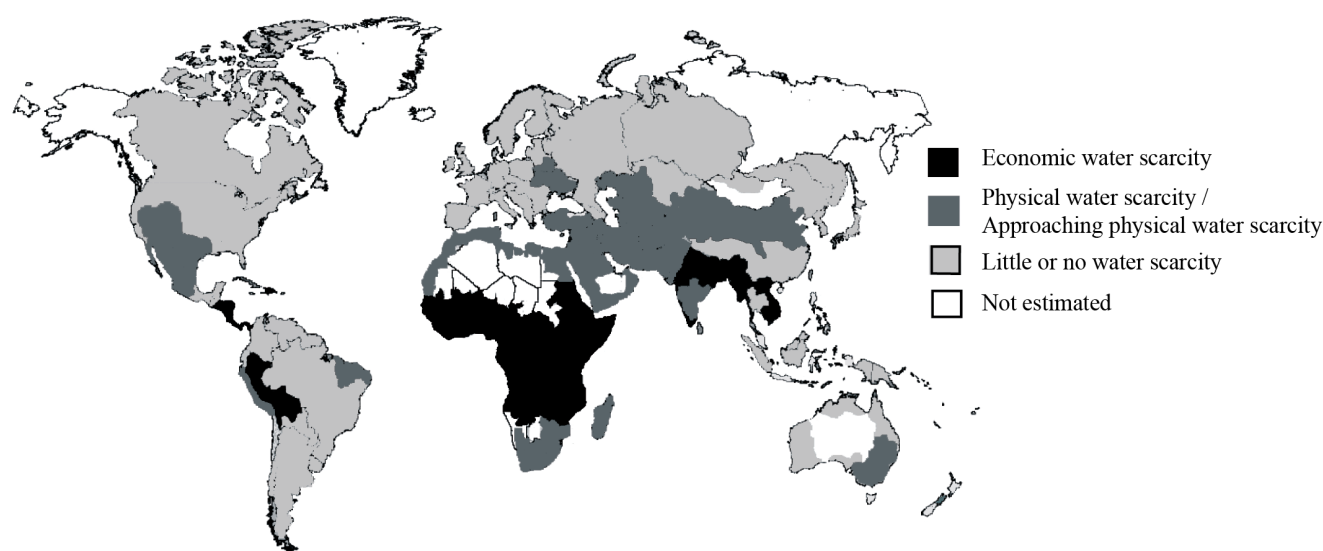 Economic water scarcity
Physical water scarcity /
Approaching physical water scarcity
Little or no water scarcity
Not estimated